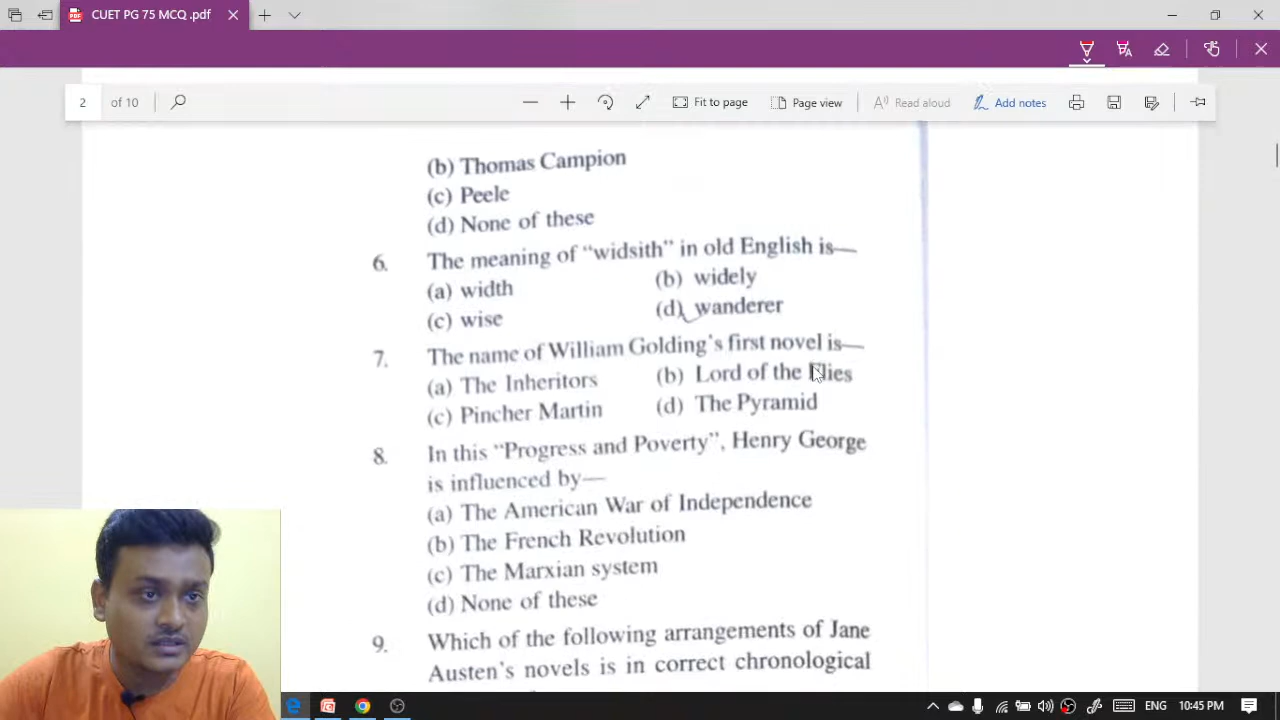 CUET PG 75 MCQ .pdf
2 of 10
Fit to page
Page view
Read aloud
Add notes
(b) Thomas Campion
(c) Peele
(d) None of these
6. The meaning of “widsith” in old English is—
(a) width (b) widely
(c) wise (d) wanderer
7. The name of William Golding's first novel is—
(a) The Inheritors (b) Lord of the Flies
(c) Pincher Martin (d) The Pyramid
8. In this “Progress and Poverty”, Henry George
is influenced by—
(a) The American War of Independence
(b) The French Revolution
(c) The Marxian system
(d) None of these
9. Which of the following arrangements of Jane
Austen's novels is in correct chronological
ENG 10:45 PM